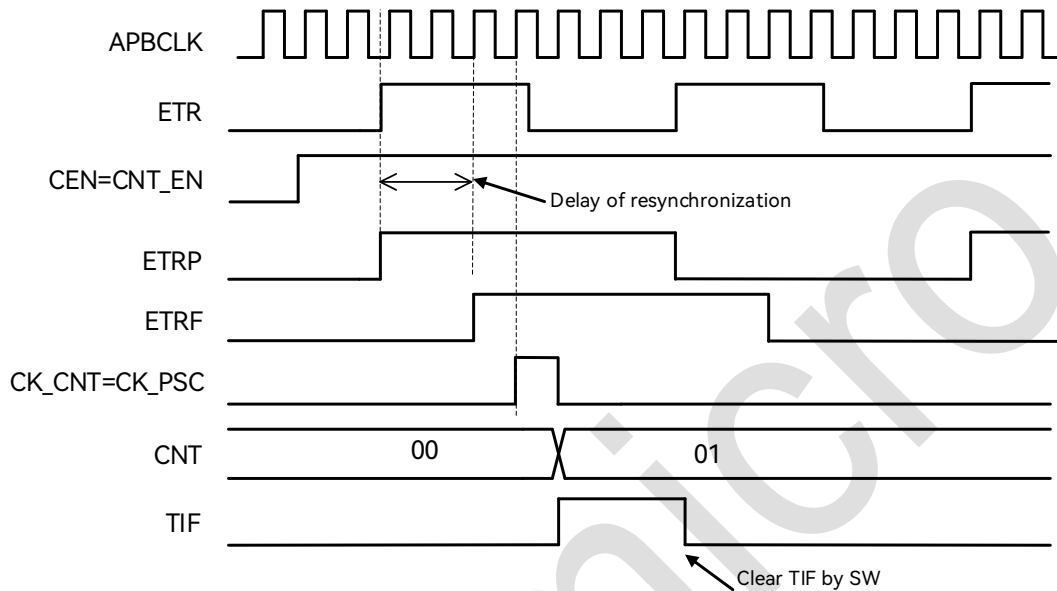 APBCLK
ETR
CEN=CNT_EN
Delay of resynchronization
ETRP
ETRF
CK_CNT=CK_PSC
CNT 00 01
TIF
Clear TIF by SW
micro